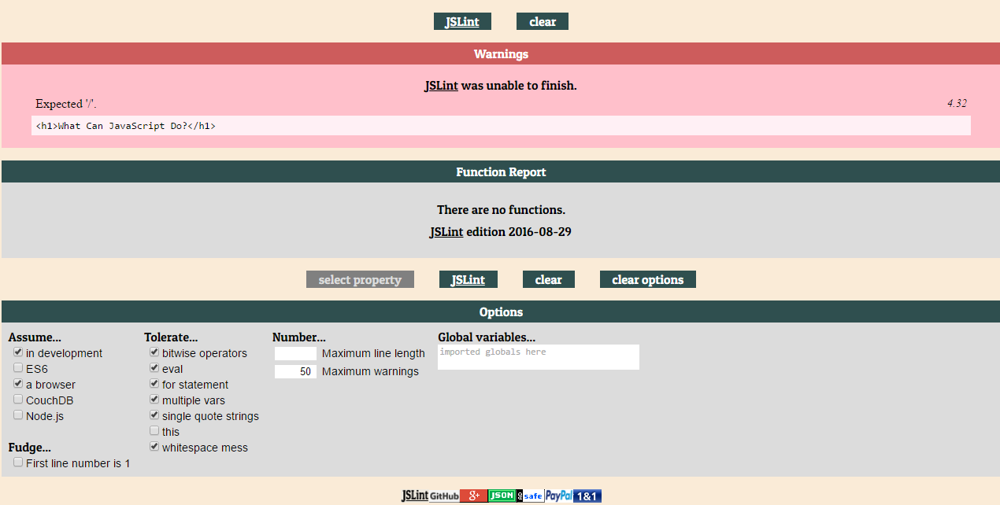 JSLint clear
Warnings
JSLint was unable to finish.
Expected '/'. 4.32
<h1>What Can JavaScript Do?</h1>
Function Report
There are no functions.
JSLint edition 2016-08-29
select property JSLint clear clear options
Options
Assume... Tolerate... Number... Global variables...
in development bitwise operators Maximum line length imported globals here
ES6 eval 50 Maximum warnings
a browser for statement
CouchDB multiple vars
Node.js single quote strings
this
Fudge... whitespace mess
First line number is 1
JSLint GitHub g+ JSON AD safe PayPal 1&1